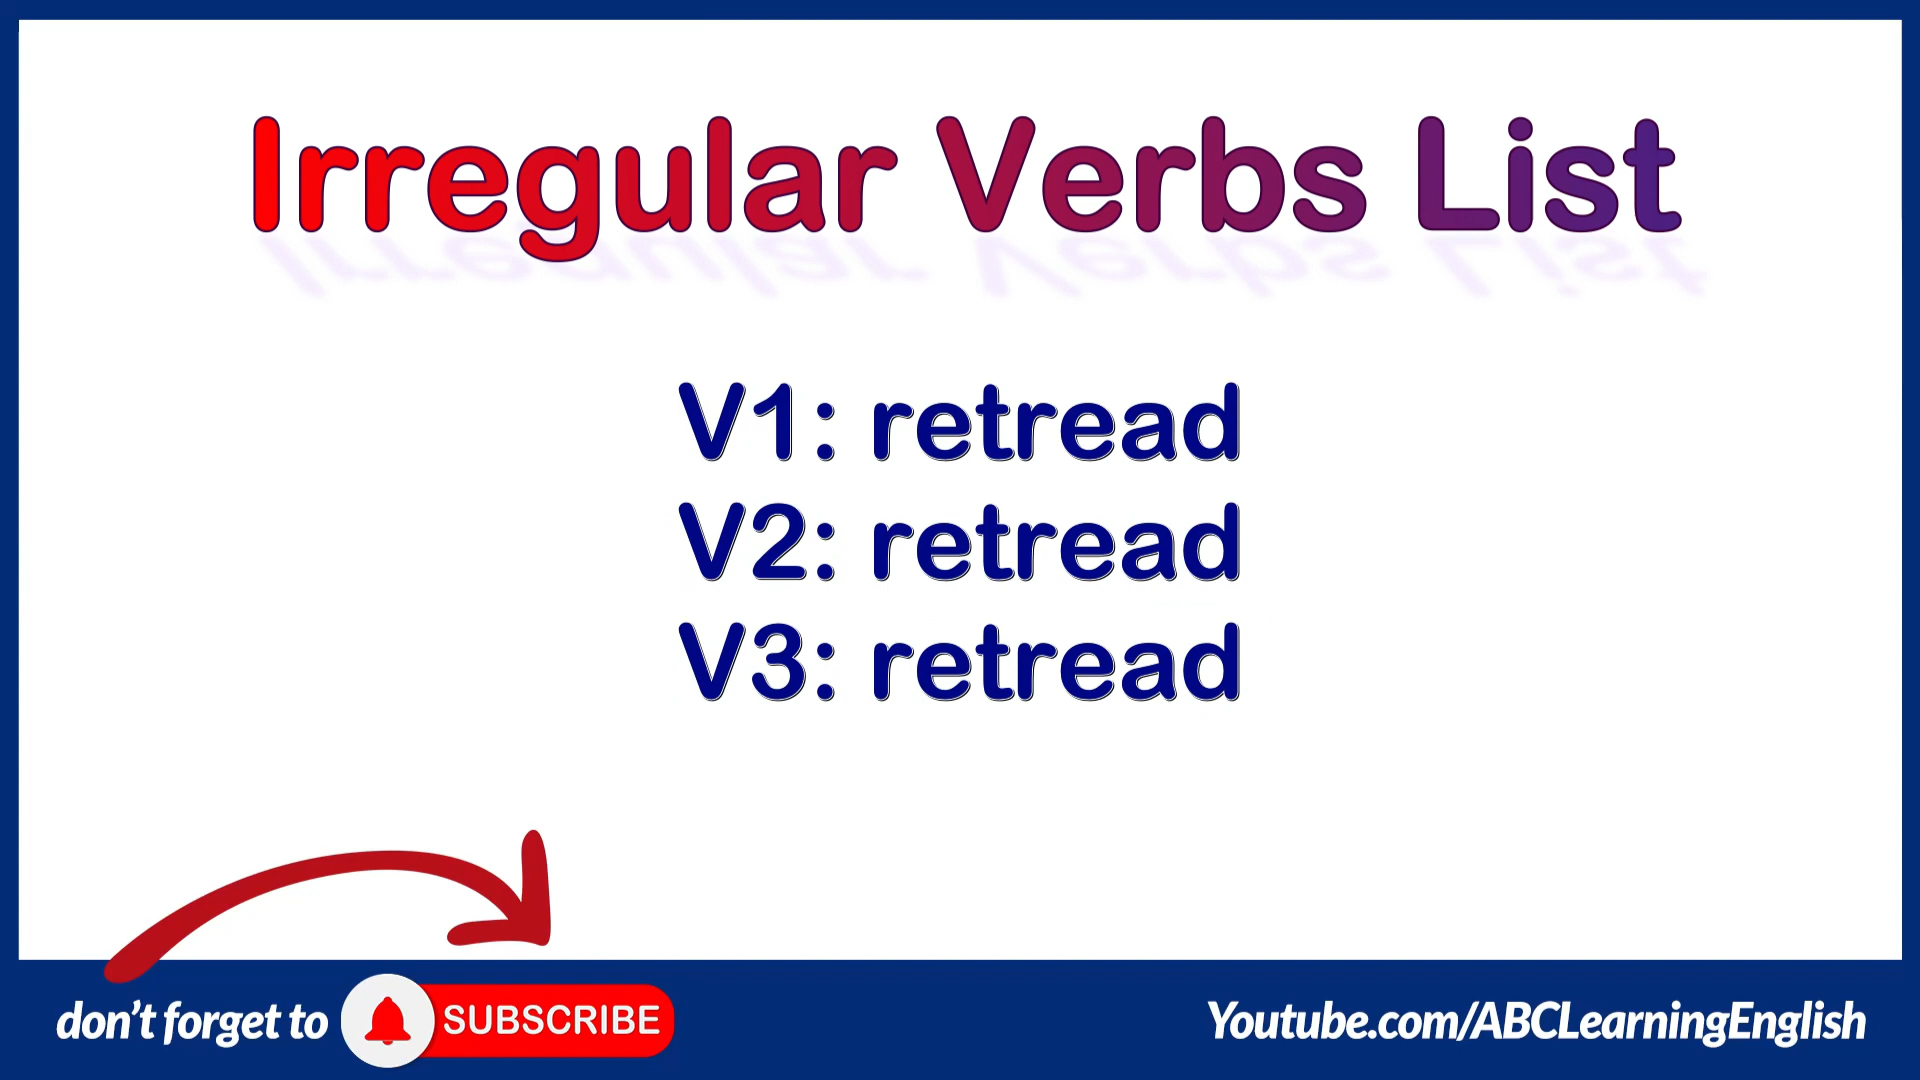 Irregular Verbs List
V1: retread
V2: retread
V3: retread
don't forget to SUBSCRIBE
Youtube.com/ABCLearningEnglish